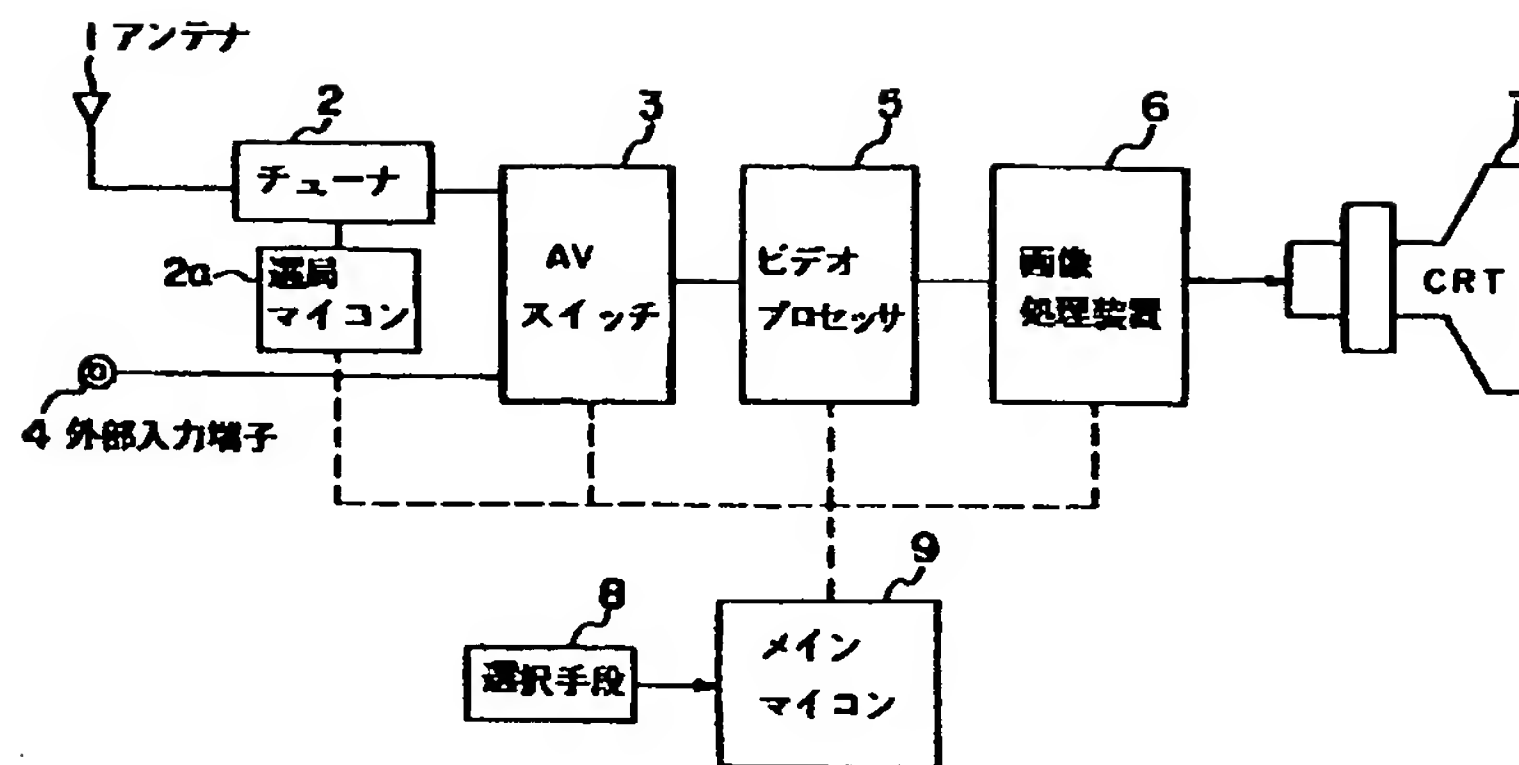 1 アンテナ
2
チューナ
2a
選局
マイコン
3
AV
スイッチ
4 外部入力端子
5
ビデオ
プロセッサ
6
画像
処理装置
CRT
8
選択手段
9
メイン
マイコン